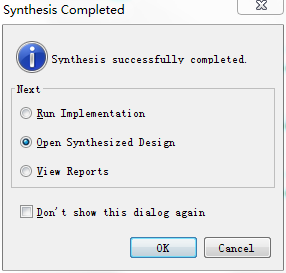 Synthesis Completed
Synthesis successfully completed.
Next
Run Implementation
Open Synthesized Design
View Reports
Don't show this dialog again
OK
Cancel